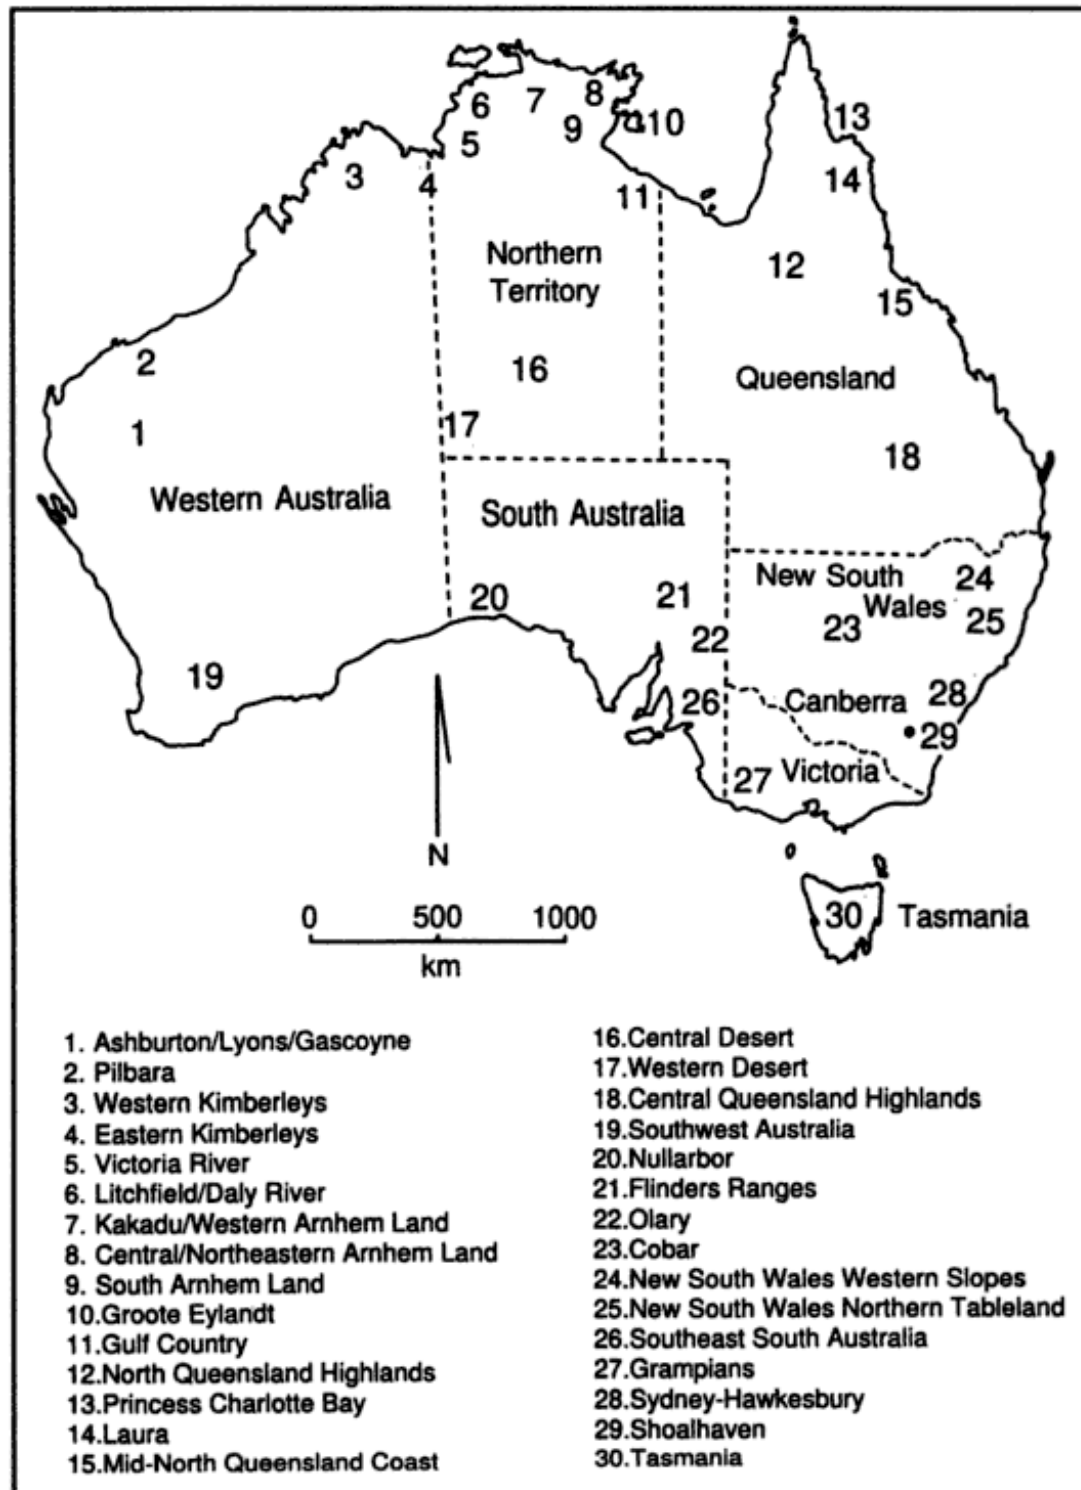 6 7 8
9 10 13
5
3 4 11 14
Northern 12
Territory 15
2 16 Queensland
1 17 18
Western Australia South Australia
New South 24
20 21 Wales 25
22 23
19 26 Canberra 28
29
27 Victoria
N
0 500 1000 30 Tasmania
km
1. Ashburton/Lyons/Gascoyne
2. Pilbara
3. Western Kimberleys
4. Eastern Kimberleys
5. Victoria River
6. Litchfield/Daly River
7. Kakadu/Western Arnhem Land
8. Central/Northeastern Arnhem Land
9. South Arnhem Land
10.Groote Eylandt
11.Gulf Country
12.North Queensland Highlands
13.Princess Charlotte Bay
14.Laura
15.Mid-North Queensland Coast
16.Central Desert
17.Western Desert
18.Central Queensland Highlands
19.Southwest Australia
20.Nullarbor
21.Flinders Ranges
22.Olary
23.Cobar
24.New South Wales Western Slopes
25.New South Wales Northern Tableland
26.Southeast South Australia
27.Grampians
28.Sydney-Hawkesbury
29.Shoalhaven
30.Tasmania